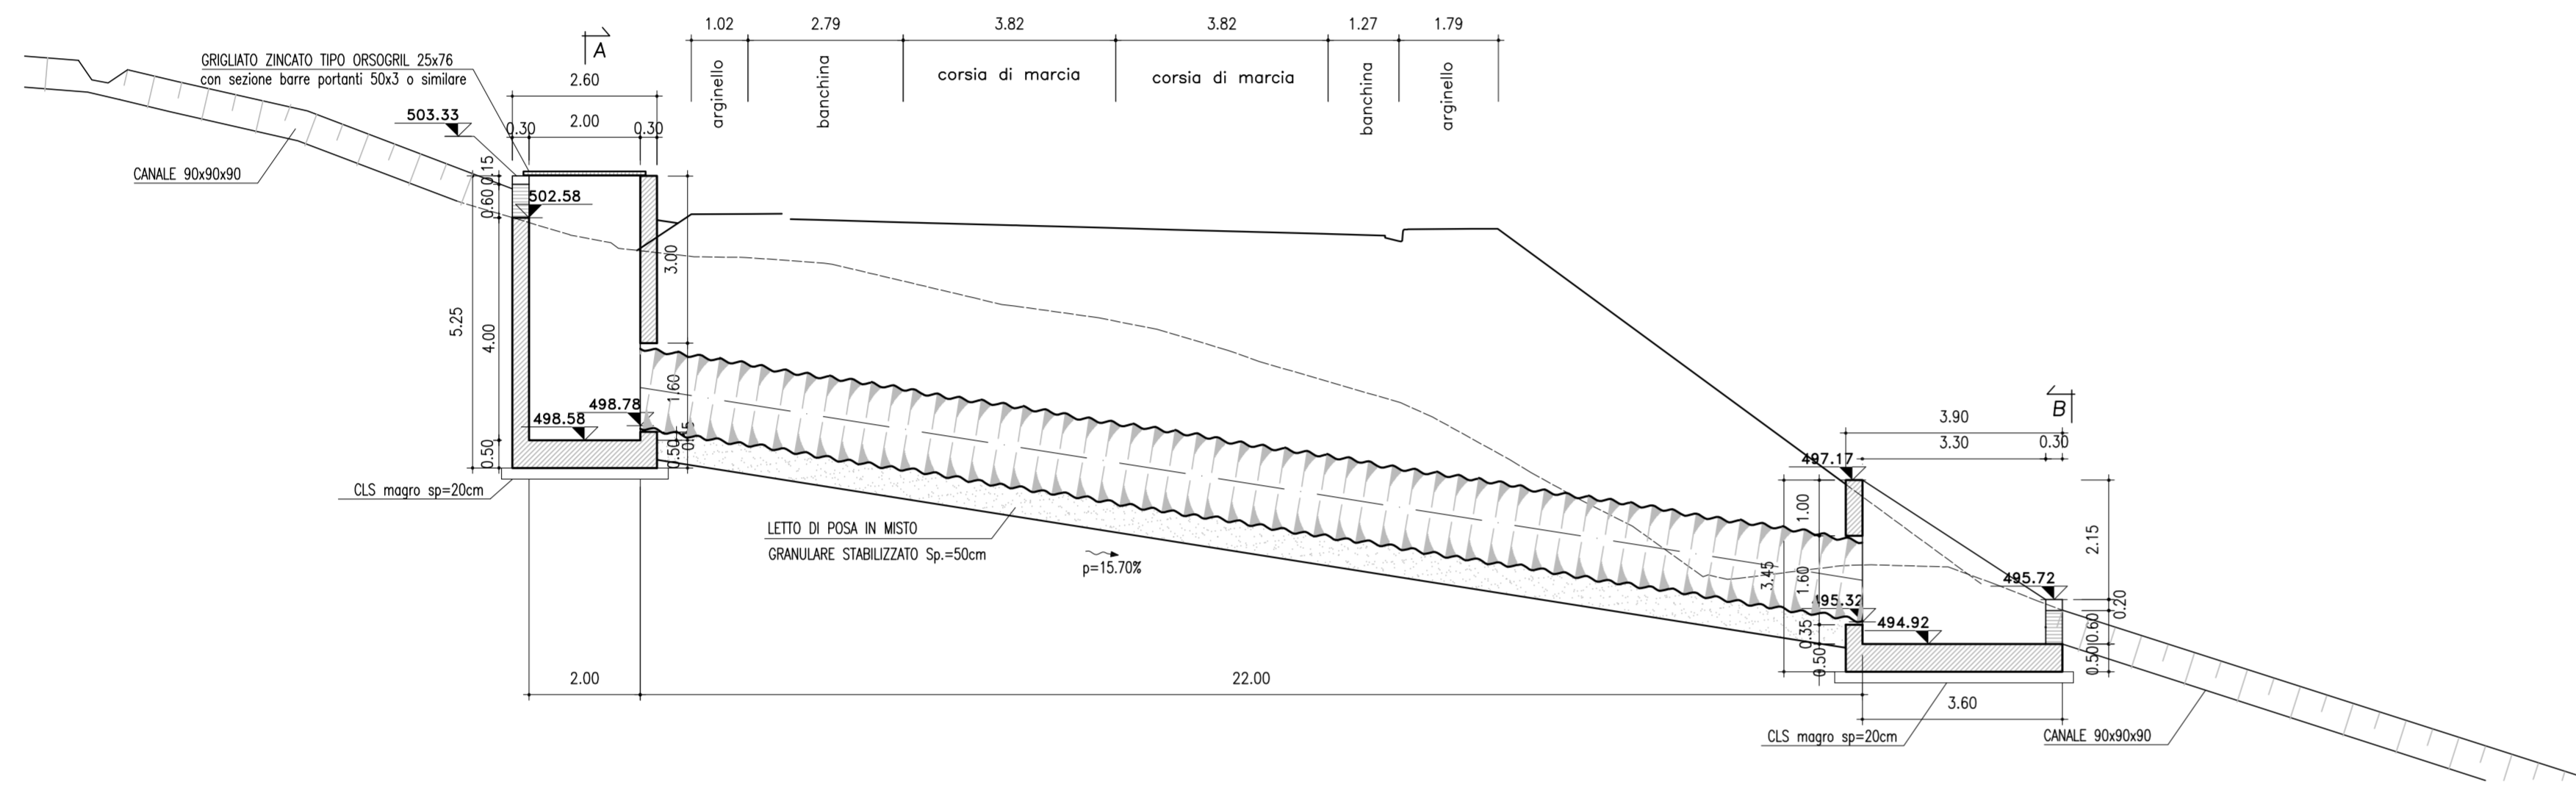 1.02
2.79
3.82
3.82
1.27
1.79
A
GRIGLIATO ZINCATO TIPO ORSOGRIL 25x76
con sezione barre portanti 50x3 o similare
2.60
arginello
banchina
corsia di marcia
corsia di marcia
banchina
arginello
503.33
0.30
2.00
0.30
CANALE 90x90x90
0.15
0.60
502.58
3.00
5.25
4.00
1.60
498.78
498.58
0.50
0.50
0.45
CLS magro sp=20cm
LETTO DI POSA IN MISTO
GRANULARE STABILIZZATO Sp.=50cm
p=15.70%
B
3.90
3.30
0.30
497.17
1.00
2.15
3.45
1.60
495.72
495.32
0.20
494.92
0.35
0.60
0.50
0.50
2.00
22.00
3.60
CLS magro sp=20cm
CANALE 90x90x90